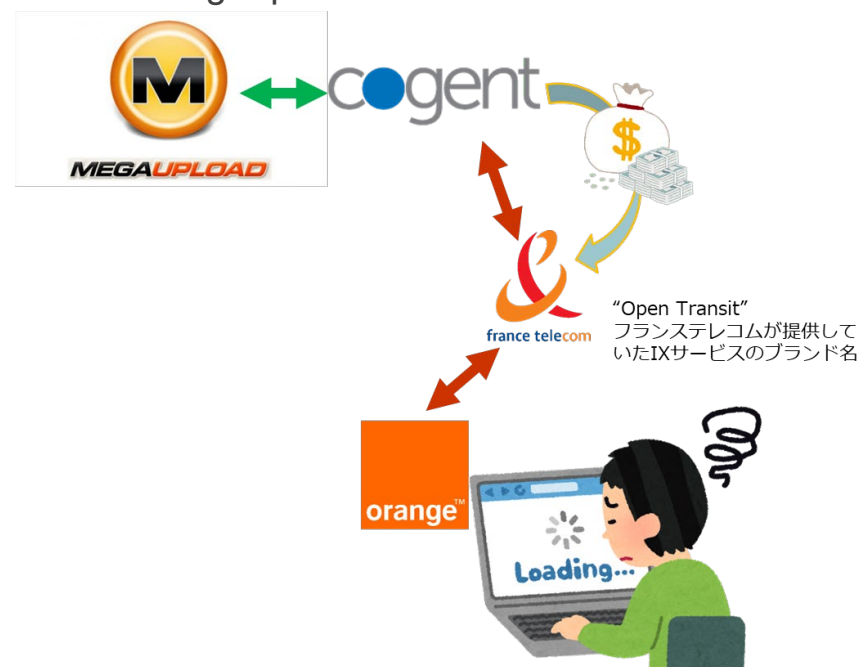 M
cogent
$
MEGAUPLOAD
france telecom
“Open Transit”
フランステレコムが提供して
いたIXサービスのブランド名
orange™
Loading...